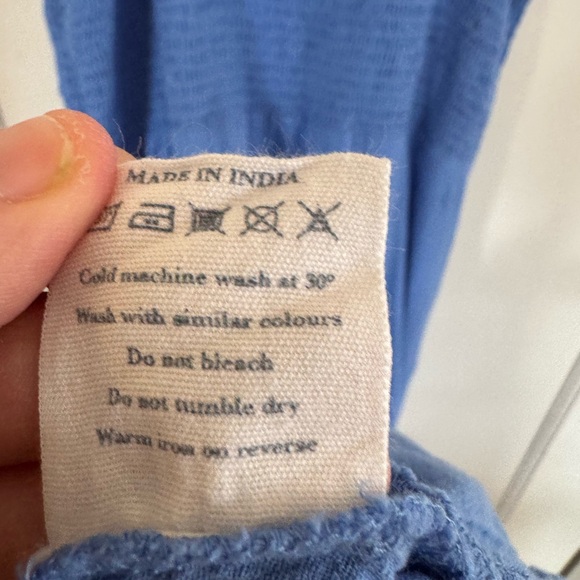 MADE IN INDIA
Cold machine wash at 30°
Wash with similar colours
Do not bleach
Do not tumble dry
Warm iron on reverse